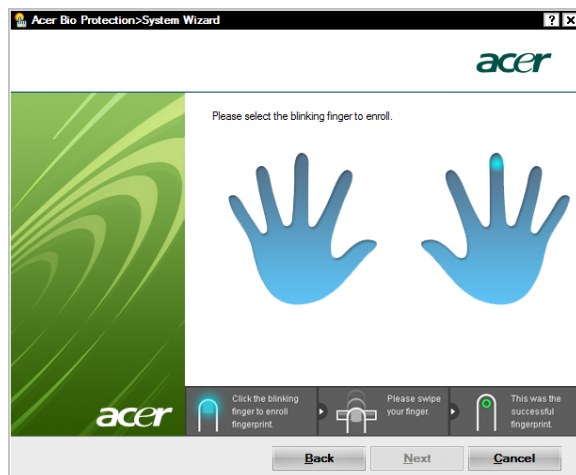 Acer Bio Protection>System Wizard
acer
Please select the blinking finger to enroll.
acer
Click the blinking
finger to enroll
fingerprint.
Please swipe
your finger.
This was the
successful
fingerprint.
Back
Next
Cancel